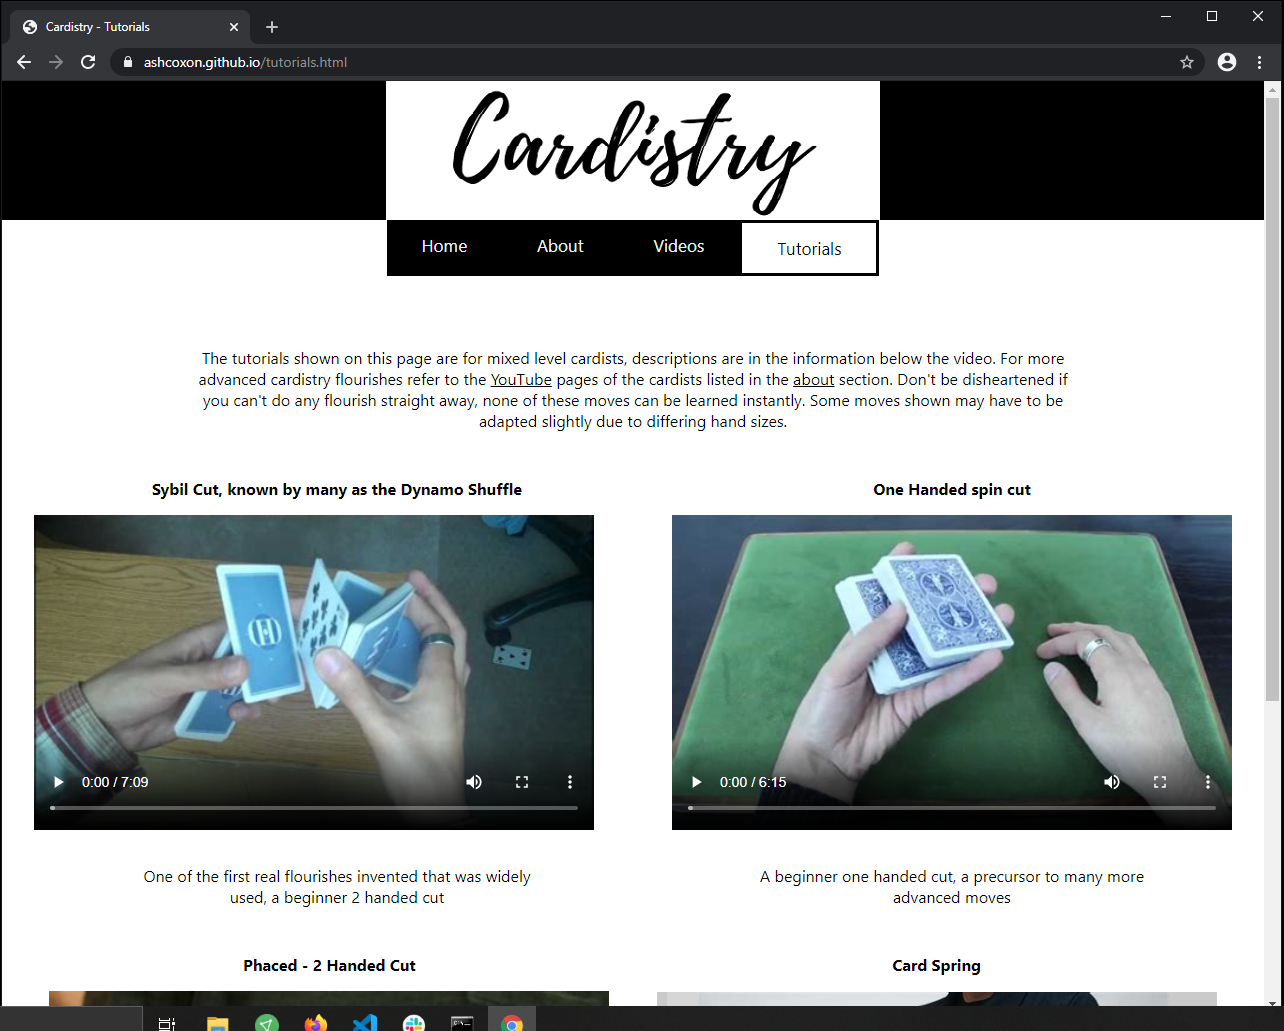 Cardistry - Tutorials
ashcoxon.github.io/tutorials.html
Cardistry
Home About Videos Tutorials
The tutorials shown on this page are for mixed level cardists, descriptions are in the information below the video. For more
advanced cardistry flourishes refer to the YouTube pages of the cardists listed in the about section. Don't be disheartened if
you can't do any flourish straight away, none of these moves can be learned instantly. Some moves shown may have to be
adapted slightly due to differing hand sizes.
Sybil Cut, known by many as the Dynamo Shuffle
One Handed spin cut
0:00 / 7:09
0:00 / 6:15
One of the first real flourishes invented that was widely
used, a beginner 2 handed cut
A beginner one handed cut, a precursor to many more
advanced moves
Phaced - 2 Handed Cut
Card Spring